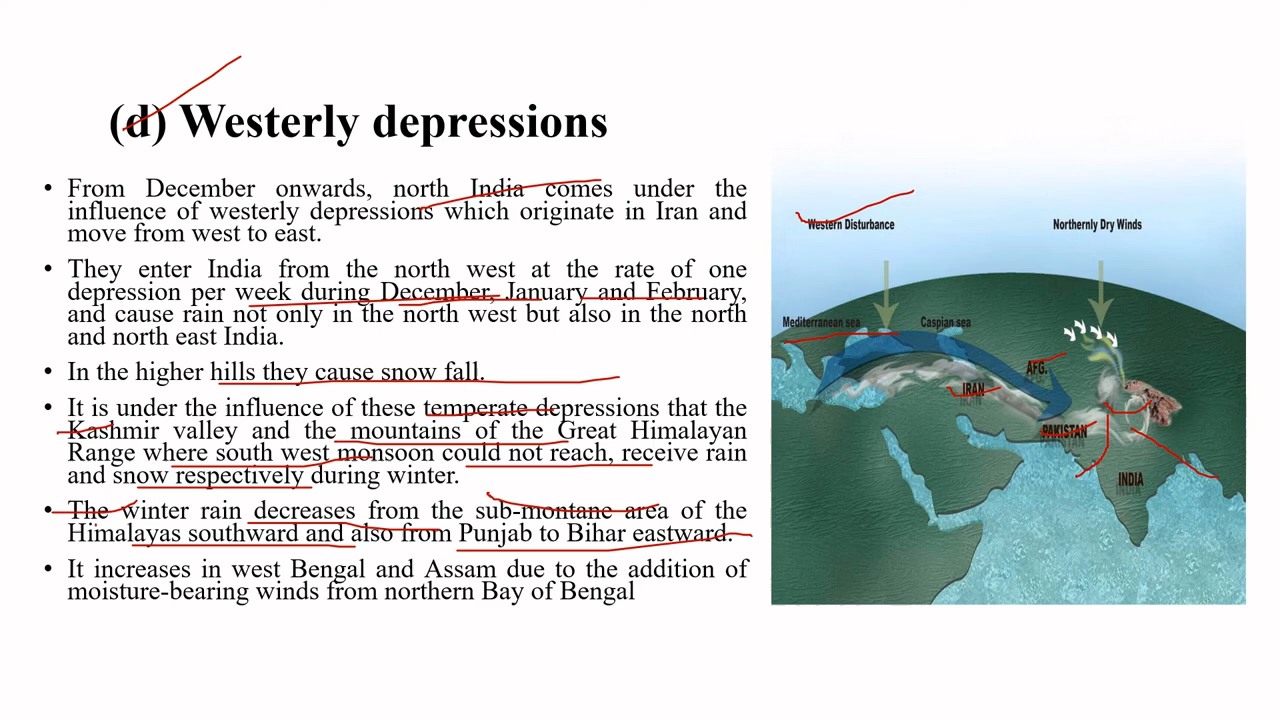 (d) Westerly depressions
• From December onwards, north India comes under the
influence of westerly depressions which originate in Iran and
move from west to east.
• They enter India from the north west at the rate of one
depression per week during December, January and February,
and cause rain not only in the north west but also in the north
and north east India.
• In the higher hills they cause snow fall.
• It is under the influence of these temperate depressions that the
Kashmir valley and the mountains of the Great Himalayan
Range where south west monsoon could not reach, receive rain
and snow respectively during winter.
• The winter rain decreases from the sub-montane area of the
Himalayas southward and also from Punjab to Bihar eastward.
• It increases in west Bengal and Assam due to the addition of
moisture-bearing winds from northern Bay of Bengal
Western Disturbance
Northernly Dry Winds
Mediterranean sea
Caspian sea
AFG.
IRAN
PAKISTAN
INDIA